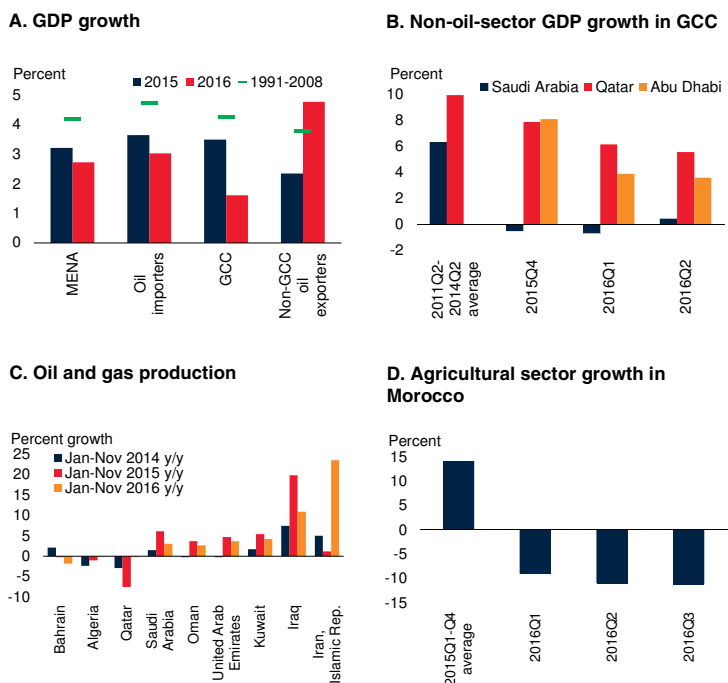 A. GDP growth
Percent
2015 2016 1991-2008
5
4
3
2
1
0
MENA
Oil
importers
GCC
Non-GCC
oil
exporters
B. Non-oil-sector GDP growth in GCC
Percent
Saudi Arabia Qatar Abu Dhabi
10
8
6
4
2
0
-2
2011Q2-
2014Q2
average
2015Q4
2016Q1
2016Q2
C. Oil and gas production
Percent growth
Jan-Nov 2014 y/y
Jan-Nov 2015 y/y
Jan-Nov 2016 y/y
25
20
15
10
5
0
-5
-10
Bahrain
Algeria
Qatar
Saudi
Arabia
Oman
United Arab
Emirates
Kuwait
Iraq
Iran,
Islamic Rep.
D. Agricultural sector growth in
Morocco
Percent
15
10
5
0
-5
-10
-15
2015Q1-Q4
average
2016Q1
2016Q2
2016Q3